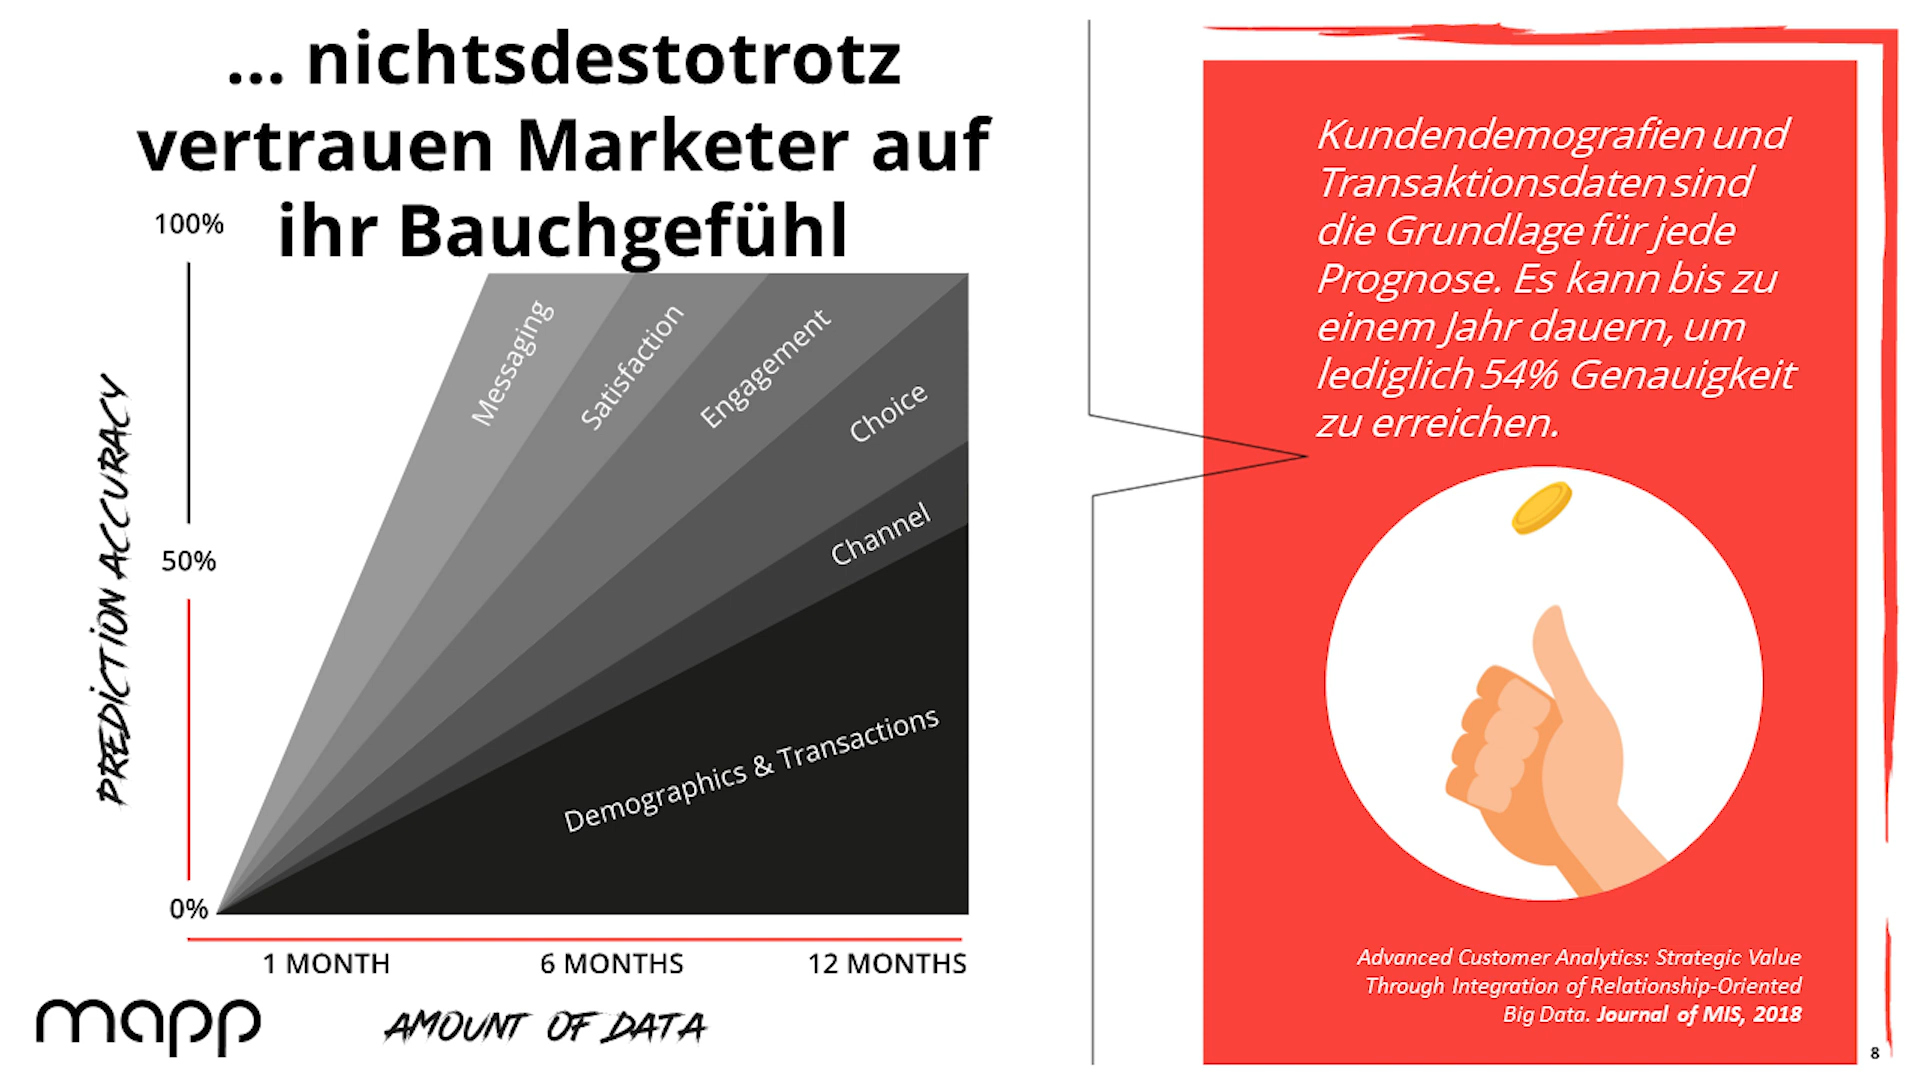 ... nichtsdestotrotz
vertrauen Marketer auf
ihr Bauchgefühl
100%
50%
0%
PREDICTION ACCURACY
Messaging
Satisfaction
Engagement
Choice
Channel
Demographics & Transactions
1 MONTH
6 MONTHS
12 MONTHS
AMOUNT OF DATA
mapp
Kundendemografien und
Transaktionsdaten sind
die Grundlage für jede
Prognose. Es kann bis zu
einem Jahr dauern, um
lediglich 54% Genauigkeit
zu erreichen.
Advanced Customer Analytics: Strategic Value
Through Integration of Relationship-Oriented
Big Data. Journal of MIS, 2018
8